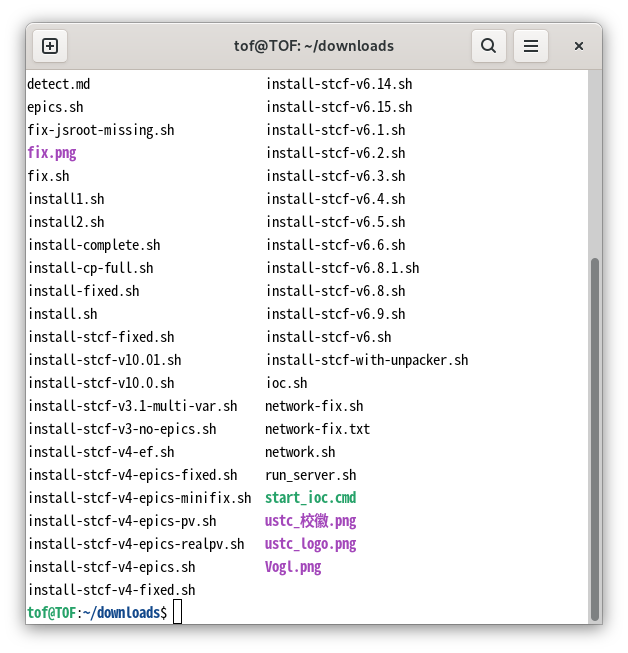 tof@TOF: ~/downloads
detect.md install-stcf-v6.14.sh
epics.sh install-stcf-v6.15.sh
fix-jsroot-missing.sh install-stcf-v6.1.sh
fix.png install-stcf-v6.2.sh
fix.sh install-stcf-v6.3.sh
install1.sh install-stcf-v6.4.sh
install2.sh install-stcf-v6.5.sh
install-complete.sh install-stcf-v6.6.sh
install-cp-full.sh install-stcf-v6.8.1.sh
install-fixed.sh install-stcf-v6.8.sh
install.sh install-stcf-v6.9.sh
install-stcf-fixed.sh install-stcf-v6.sh
install-stcf-v10.01.sh install-stcf-with-unpacker.sh
install-stcf-v10.0.sh ioc.sh
install-stcf-v3.1-multi-var.sh network-fix.sh
install-stcf-v3-no-epics.sh network-fix.txt
install-stcf-v4-ef.sh network.sh
install-stcf-v4-epics-fixed.sh run_server.sh
install-stcf-v4-epics-minifix.sh start_ioc.cmd
install-stcf-v4-epics-pv.sh ustc_校徽.png
install-stcf-v4-epics-realpv.sh ustc_logo.png
install-stcf-v4-epics.sh Vogl.png
install-stcf-v4-fixed.sh
tof@TOF:~/downloads$